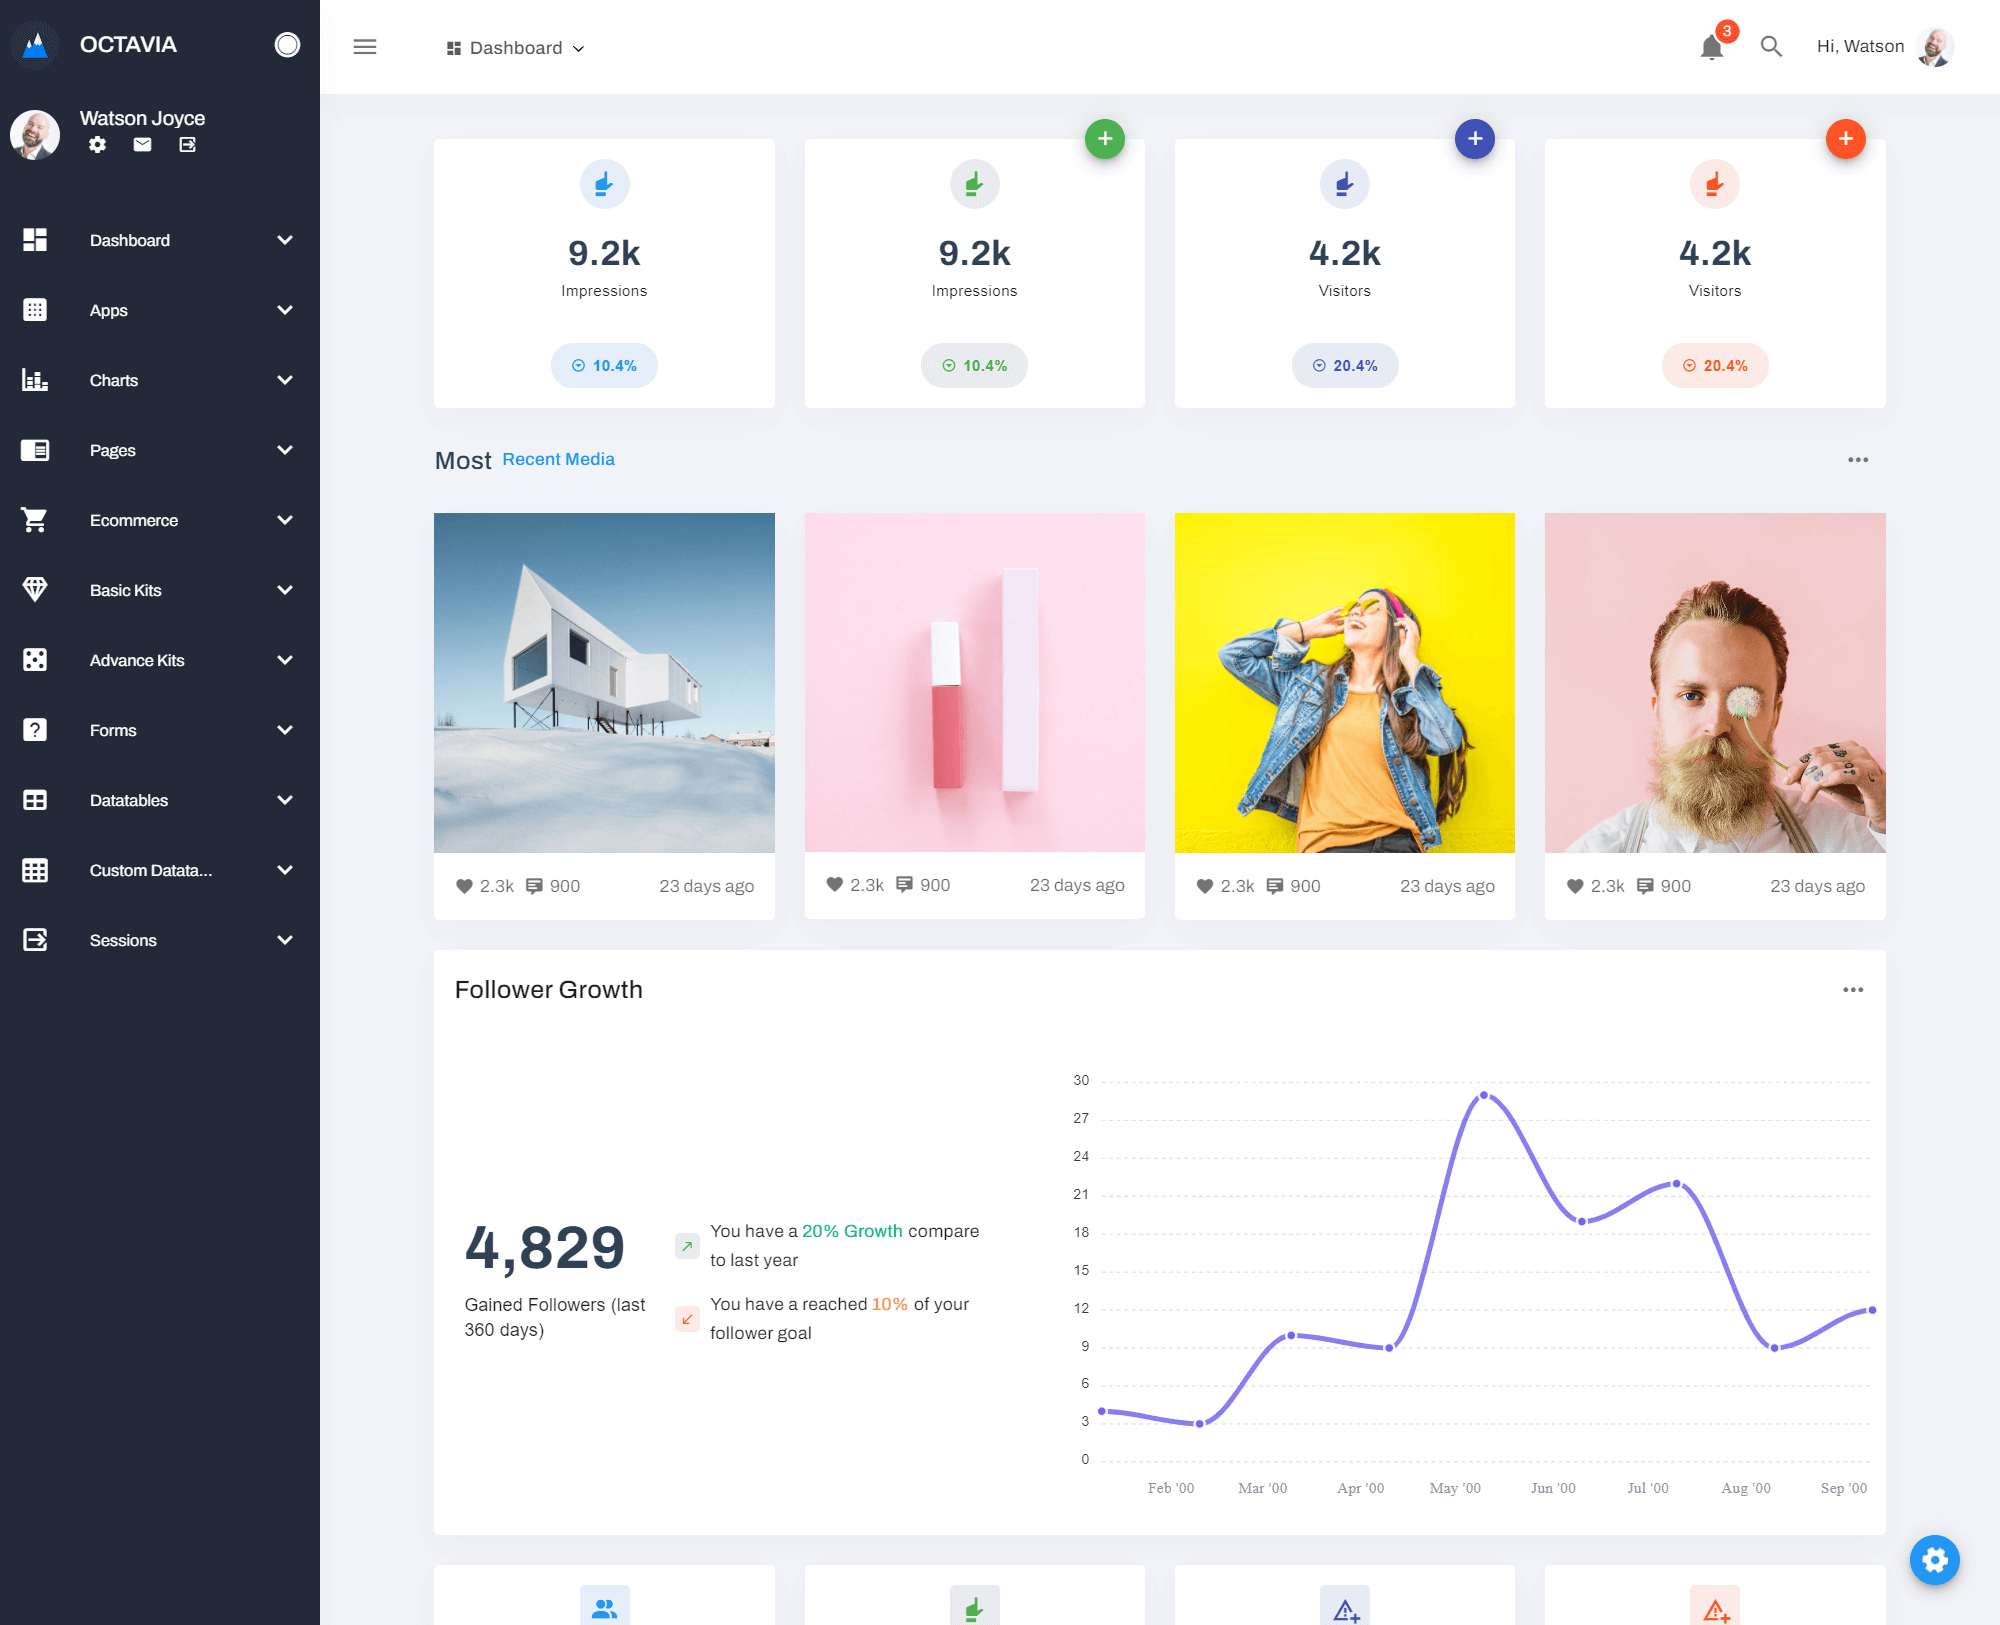 OCTAVIA
Watson Joyce
Dashboard
Apps
Charts
Pages
Ecommerce
Basic Kits
Advance Kits
Forms
Datatables
Custom Datata...
Sessions
Dashboard
3
Hi, Watson
9.2k
Impressions
10.4%
9.2k
Impressions
10.4%
4.2k
Visitors
20.4%
4.2k
Visitors
20.4%
Most Recent Media
2.3k 900 23 days ago
2.3k 900 23 days ago
2.3k 900 23 days ago
2.3k 900 23 days ago
Follower Growth
4,829
Gained Followers (last
360 days)
You have a 20% Growth compare
to last year
You have a reached 10% of your
follower goal
30
27
24
21
18
15
12
9
6
3
0
Feb '00 Mar '00 Apr '00 May '00 Jun '00 Jul '00 Aug '00 Sep '00